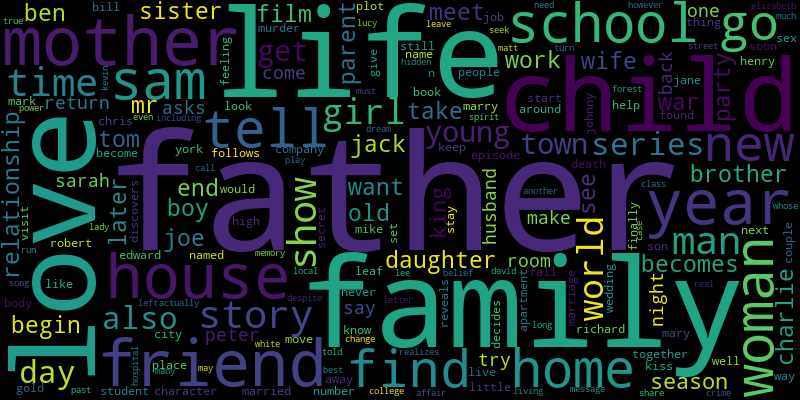 ben
bill
sister
true
lucy
film
plot
leave
murder
meet
job
need
however
elizabeth
one
thing
much
mother
life
school
go
feeling
get
come
parent
still
name
seek
matt
turn
street
soon
sex
give
hidden
people
work
wife
back
jane
henry
party
time
sam
kevin
mark
power
return
mr
asks
even
including
look
n
book
must
marry
spirit
take
start
around
forest
help
war
found
child
love
relationship
chris
tom
become
tell
girl
dream
young
johnny
new
york
follows
company
play
jack
keep
episode
town
series
death
call
another
class
brother
whose
sarah
discovers
end
would
want
husband
king
stay
see
father
year
later
boy
show
old
set
make
visit
lady
edward
named
high
secret
mike
finally
case
son
man
next
couple
robert
joe
run
song
like
memory
local
daughter
room
world
becomes
woman
charlie
house
leaf
lee
belief
david
fall
marriage
wedding
night
real
body
left
actually
despite
never
letter
reveals
decides
apartment
long
family
season
begin
also
story
say
richard
mary
city
peter
move
know
change
day
friend
white
told
realizes
find
try
home
together
well
hospital
place
many
may
best
away
live
little
living
message
kiss
way
gold
past
student
character
married
number
college
affair
share
crime